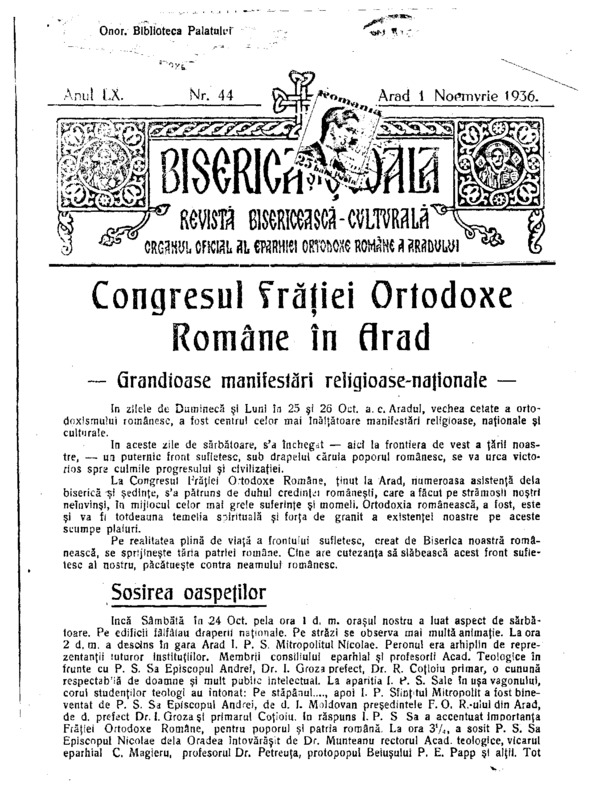 Onor. Biblioteca Palatului
Anul LX. Nr. 44 Arad 1 Noemvrie 1936.
Romania
BISERICA ȘI ȘCOALA
REVISTĂ BISERICEASCĂ-CULTURALĂ
ORGANUL OFICIAL AL EPARHIEI ORTODOXE ROMÂNE A ARADULUI
Congresul Frăției Ortodoxe
Române în Arad
— Grandioase manifestări religioase-naționale —
In zilele de Duminecă și Luni în 25 și 26 Oct. a. c. Aradul, vechea cetate a orto-
doxismului românesc, a fost centrul celor mai înălțătoare manifestări religioase, naționale și
culturale.
In aceste zile de sărbătoare, s'a închegat — aici la frontiera de vest a țării noas-
tre, — un puternic front sufletesc, sub drapelul căruia poporul românesc, se va urca victo-
rios spre culmile progresului și civilizației.
La Congresul Frăției Ortodoxe Române, ținut la Arad, numeroasa asistență dela
biserică și ședințe, s'a pătruns de duhul credinței românești, care a făcut pe strămoșii noștri
neînvinși, în mijlocul celor mai grele suferințe și momeli. Ortodoxia românească, a fost, este
și va fi totdeauna temelia spirituală și forța de granit a existenței noastre pe aceste
scumpe plaiuri.
Pe realitatea plină de viață a frontului sufletesc, creat de Biserica noastră româ-
nească, se sprijinește tăria patriei române. Cine are cutezanța să slăbească acest front sufle-
tesc al nostru, păcătuește contra neamului românesc.
Sosirea oaspeților
Incă Sâmbătă în 24 Oct. pela ora 1 d. m. orașul nostru a luat aspect de sărbă-
toare. Pe edificii fâlfâiau draperii naționale. Pe străzi se observa mai multă animație. La ora
2 d. m. a descins în gara Arad I. P. S. Mitropolitul Nicolae. Peronul era arhiplin de repre-
zentanții tuturor instituțiilor. Membrii consiliului eparhial și profesorii Acad. Teologice în
frunte cu P. S. Sa Episcopul Andrei, Dr. I. Groza prefect, Dr. R. Coțioiu primar, o cunună
respectabilă de doamne și mult public intelectual. La apariția I. P. S. Sale în ușa vagonului,
corul studenților teologi au intonat: Pe stăpânul...., apoi I. P. Sfințitul Mitropolit a fost bine-
ventat de P. S. Sa Episcopul Andrei, de d. I. Moldovan președintele F. O. R.-ului din Arad,
de d. prefect Dr. I. Groza și primarul Coțioiu. In răspuns I. P. S Sa a accentuat importanța
Frăției Ortodoxe Române, pentru poporul și patria română. La ora 3¹/₄, a sosit P. S. Sa
Episcopul Nicolae dela Oradea întovărășit de Dr. Munteanu rectorul Acad. teologice, vicarul
eparhial C. Magieru, profesorul Dr. Petreuța, protopopul Beiușului P. E. Papp și alții. Tot